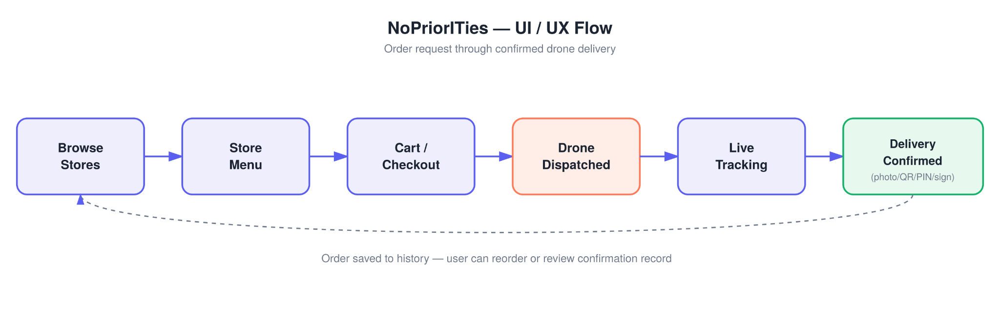 NoPriorITies — UI / UX Flow
Order request through confirmed drone delivery
Browse
Stores
Store
Menu
Cart /
Checkout
Drone
Dispatched
Live
Tracking
Delivery
Confirmed
(photo/QR/PIN/sign)
Order saved to history — user can reorder or review confirmation record